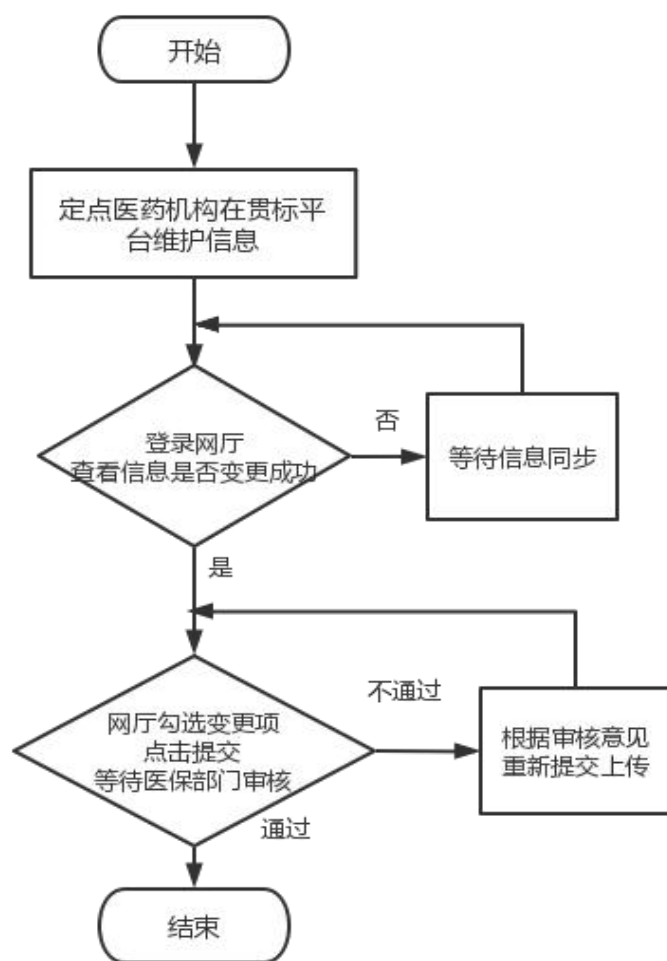 开始
定点医药机构在贯标平
台维护信息
登录网厅
查看信息是否变更成功
否
等待信息同步
是
网厅勾选变更项
点击提交
等待医保部门审核
不通过
根据审核意见
重新提交上传
通过
结束